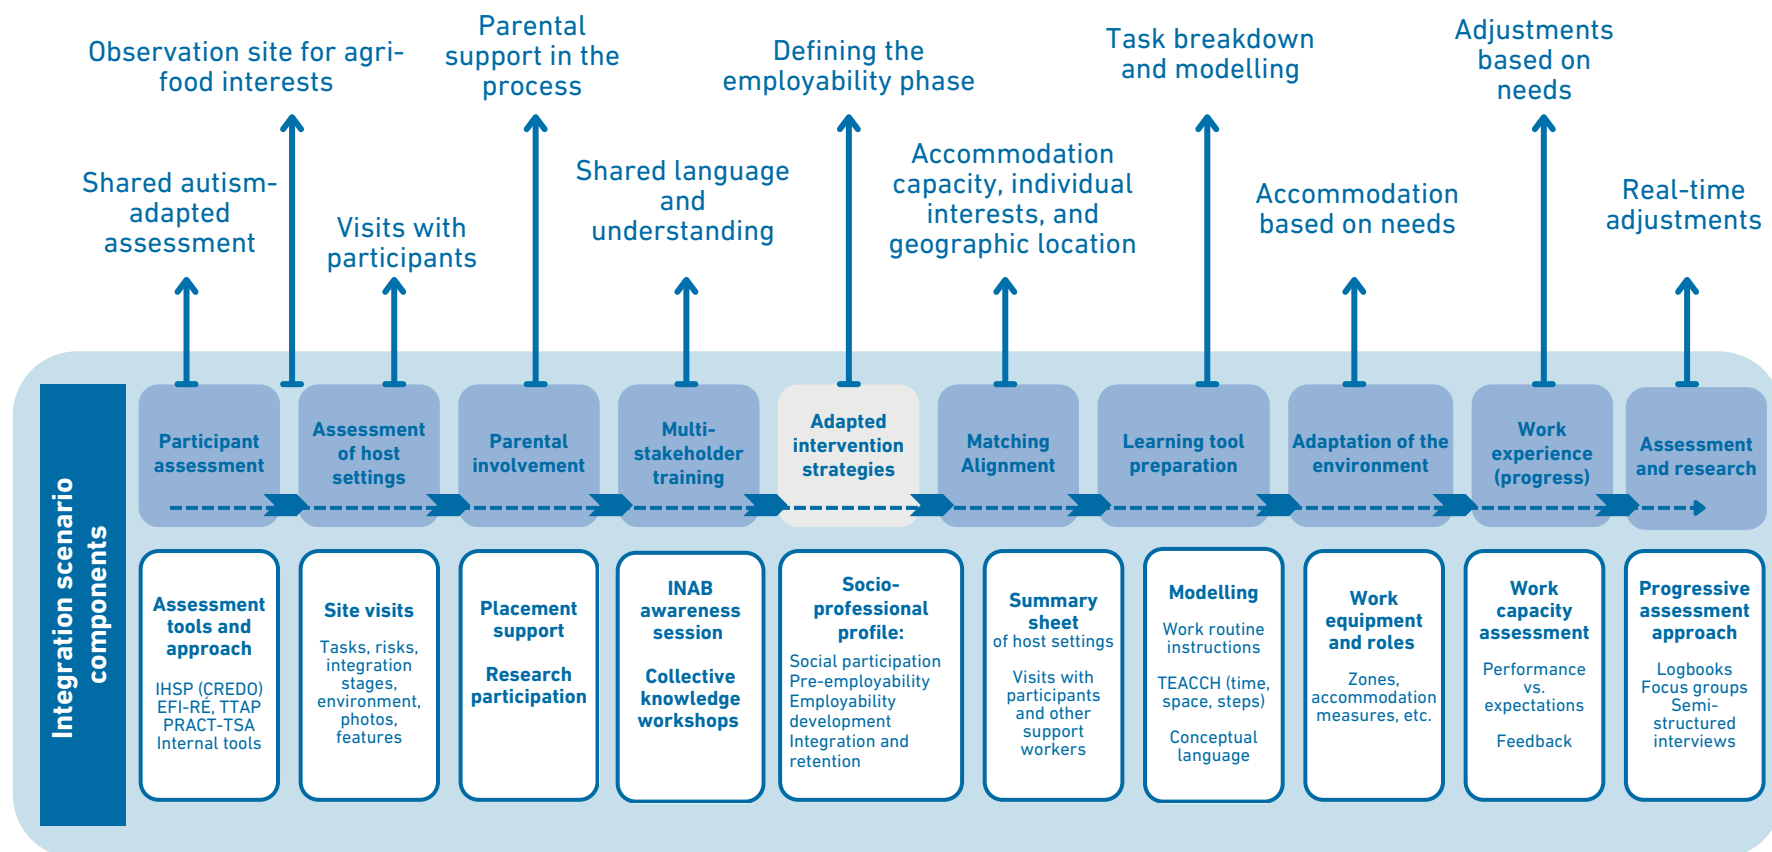 Observation site for agri-
food interests
Parental
support in the
process
Defining the
employability phase
Task breakdown
and modelling
Adjustments
based on
needs
Shared autism-
adapted
assessment
Visits with
participants
Shared language
and
understanding
Accommodation
capacity, individual
interests, and
geographic location
Accommodation
based on needs
Real-time
adjustments
Integration scenario
components
Participant
assessment
Assessment
of host
settings
Parental
involvement
Multi-
stakeholder
training
Adapted
intervention
strategies
Matching
Alignment
Learning tool
preparation
Adaptation of the
environment
Work
experience
(progress)
Assessment
and research
Assessment
tools and
approach
IHSP (CREDO)
EFI-RÉ, TTAP
PRACT-TSA
Internal tools
Site visits
Tasks, risks,
integration
stages,
environment,
photos,
features
Placement
support
Research
participation
INAB
awareness
session
Collective
knowledge
workshops
Socio-
professional
profile:
Social participation
Pre-employability
Employability
development
Integration and
retention
Summary
sheet
of host settings
Visits with
participants
and other
support
workers
Modelling
Work routine
instructions
TEACCH (time,
space, steps)
Conceptual
language
Work
equipment
and roles
Zones,
accommodation
measures, etc.
Work
capacity
assessment
Performance
vs.
expectations
Feedback
Progressive
assessment
approach
Logbooks
Focus groups
Semi-
structured
interviews